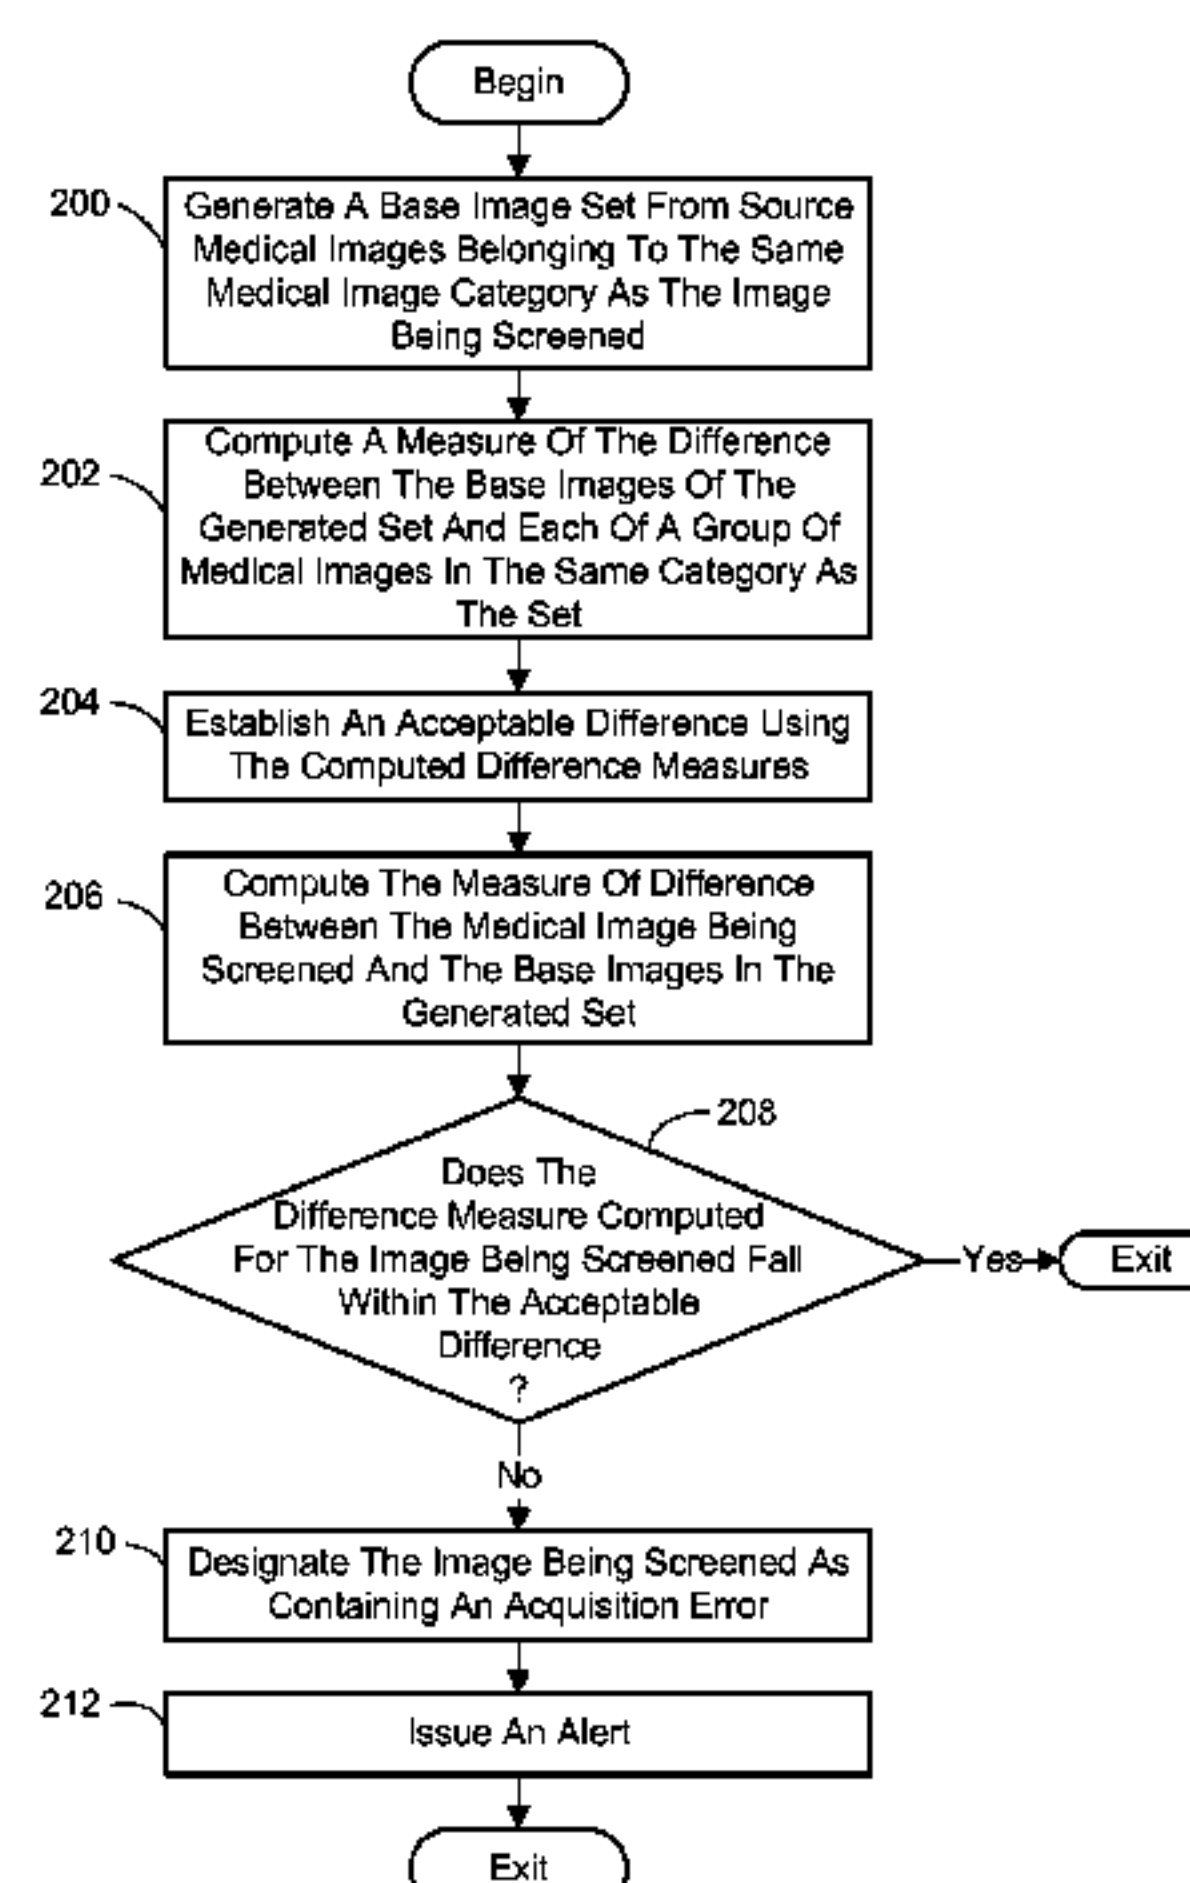 Begin
200
Generate A Base Image Set From Source
Medical Images Belonging To The Same
Medical Image Category As The Image
Being Screened
202
Compute A Measure Of The Difference
Between The Base Images Of The
Generated Set And Each Of A Group Of
Medical Images In The Same Category As
The Set
204
Establish An Acceptable Difference Using
The Computed Difference Measures
206
Compute The Measure Of Difference
Between The Medical Image Being
Screened And The Base Images In The
Generated Set
208
Does The
Difference Measure Computed
For The Image Being Screened Fall
Within The Acceptable
Difference
?
Yes
Exit
No
210
Designate The Image Being Screened As
Containing An Acquisition Error
212
Issue An Alert
Exit